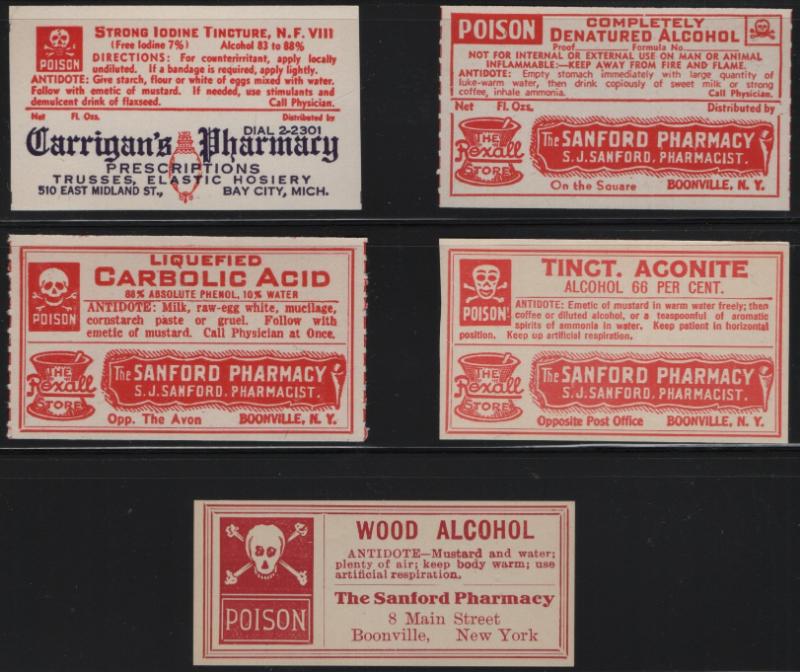 STRONG IODINE TINCTURE, N.F. VIII
(Free Iodine 7%) Alcohol 83 to 88%
POISON
DIRECTIONS: For counterirritant, apply locally
undiluted. If a bandage is required, apply lightly.
ANTIDOTE: Give starch, flour or white of eggs mixed with water.
Follow with emetic of mustard. If needed, use stimulants and
demulcent drink of flaxseed. Call Physician.
Net Fl. Ozs. Distributed by
DIAL 2-2301
Carrigan's Pharmacy
PRESCRIPTIONS
TRUSSES, ELASTIC HOSIERY
510 EAST MIDLAND ST., BAY CITY, MICH.
POISON
COMPLETELY
DENATURED ALCOHOL
Proof Formula No.
NOT FOR INTERNAL OR EXTERNAL USE ON MAN OR ANIMAL
INFLAMMABLE:—KEEP AWAY FROM FIRE AND FLAME.
ANTIDOTE: Empty stomach immediately with large quantity of
luke-warm water, then drink copiously of sweet milk or strong
coffee, inhale ammonia. Call Physician.
Net Fl. Ozs. Distributed by
THE
Rexall
STORE
The SANFORD PHARMACY
S. J. SANFORD, PHARMACIST.
On the Square BOONVILLE, N. Y.
LIQUEFIED
CARBOLIC ACID
88% ABSOLUTE PHENOL, 10% WATER
POISON
ANTIDOTE: Milk, raw-egg white, mucilage,
cornstarch paste or gruel. Follow with
emetic of mustard. Call Physician at Once.
THE
Rexall
STORE
The SANFORD PHARMACY
S. J. SANFORD, PHARMACIST.
Opp. The Avon BOONVILLE, N. Y.
TINCT. ACONITE
ALCOHOL 66 PER CENT.
POISON
ANTIDOTE: Emetic of mustard in warm water freely; then
coffee or diluted alcohol, or a teaspoonful of aromatic
spirits of ammonia in water. Keep patient in horizontal
position. Keep up artificial respiration.
THE
Rexall
STORE
The SANFORD PHARMACY
S. J. SANFORD, PHARMACIST.
Opposite Post Office BOONVILLE, N. Y.
WOOD ALCOHOL
ANTIDOTE—Mustard and water;
plenty of air; keep body warm; use
artificial respiration.
POISON
The Sanford Pharmacy
8 Main Street
Boonville, New York